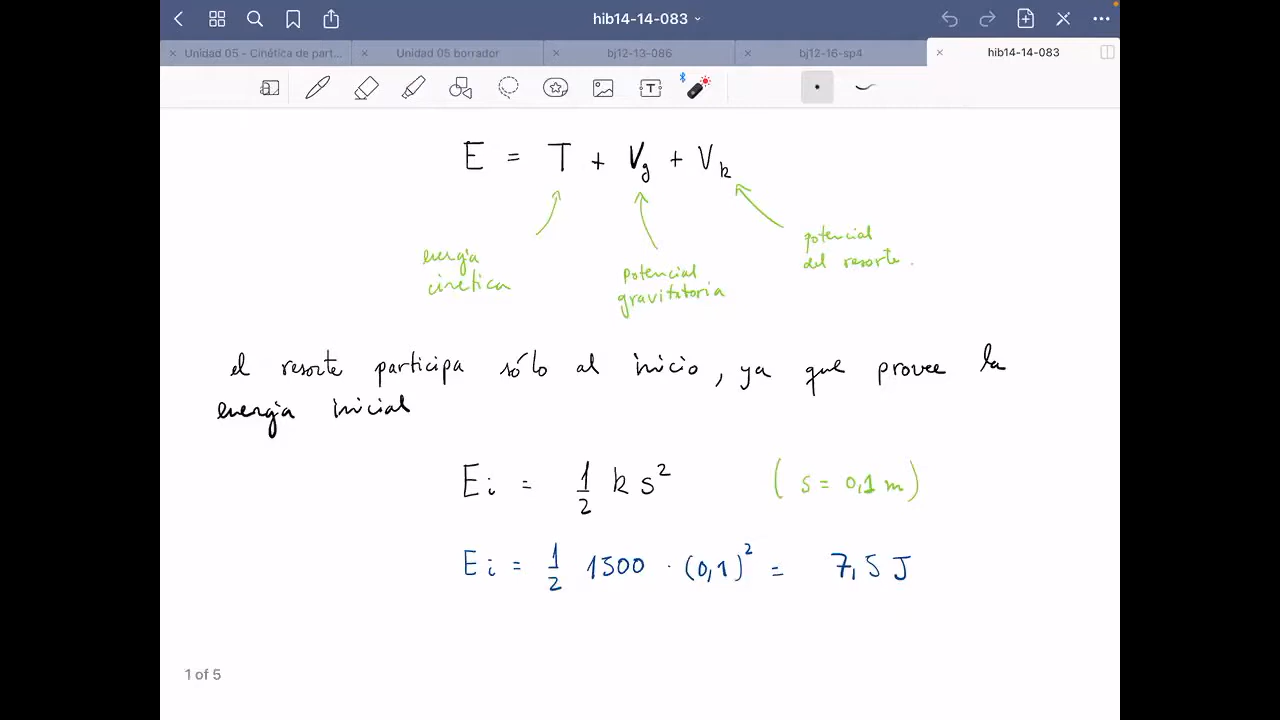 hib14-14-083
Unidad 05 - Cinética de part...
Unidad 05 borrador
bj12-13-086
bj12-16-sp4
hib14-14-083
E = T + Vg + Vk
energía
cinética
potencial
gravitatoria
potencial
del resorte.
el resorte participa sólo al inicio, ya que provee la
energía inicial
Ei = 1/2 k s² (s = 0,1 m)
Ei = 1/2 1500 · (0,1)² = 7,5 J
1 of 5